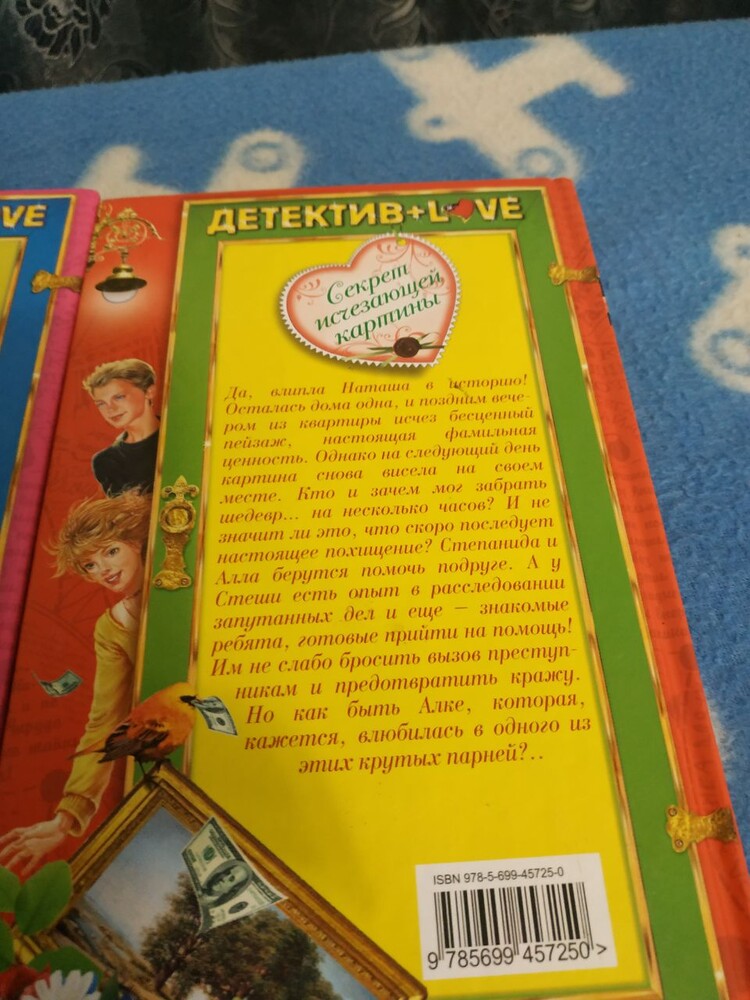 OVE
ДЕТЕКТИВ+LOVE
Секрет
исчезающей
картины
Да, влипла Наташа в историю!
Осталась дома одна, и поздним вече-
ром из квартиры исчез бесценный
пейзаж, настоящая фамильная
ценность. Однако на следующий день
картина снова висела на своем
месте. Кто и зачем мог забрать
шедевр... на несколько часов? И не
значит ли это, что скоро последует
настоящее похищение? Степанида и
Алла берутся помочь подруге. А у
Стеши есть опыт в расследовании
запутанных дел и еще – знакомые
ребята, готовые прийти на помощь!
Им не слабо бросить вызов преступ-
никам и предотвратить кражу.
Но как быть Алке, которая,
кажется, влюбилась в одного из
этих крутых парней?..
ISBN 978-5-699-45725-0
9 785699 457250 >